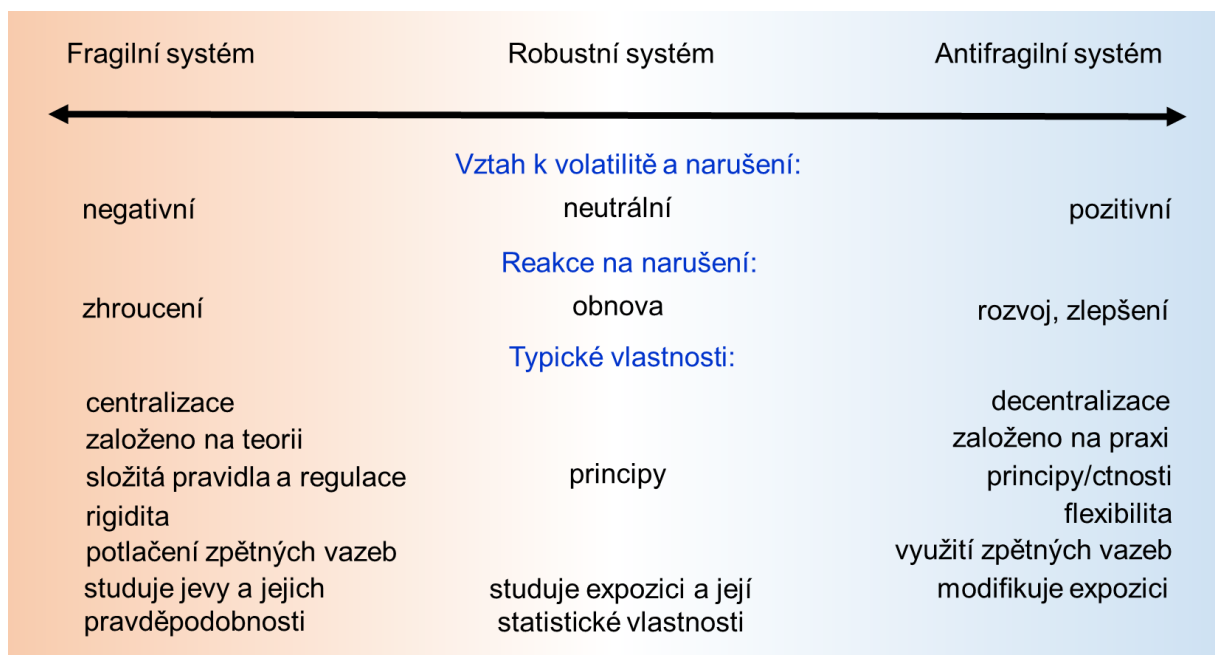 Fragilní systém Robustní systém Antifragilní systém
Vztah k volatilitě a narušení:
negativní neutrální pozitivní
Reakce na narušení:
zhroucení obnova rozvoj, zlepšení
Typické vlastnosti:
centralizace decentralizace
založeno na teorii založeno na praxi
složitá pravidla a regulace principy principy/ctnosti
rigidita flexibilita
potlačení zpětných vazeb využití zpětných vazeb
studuje jevy a jejich studuje expozici a její modifikuje expozici
pravděpodobnosti statistické vlastnosti